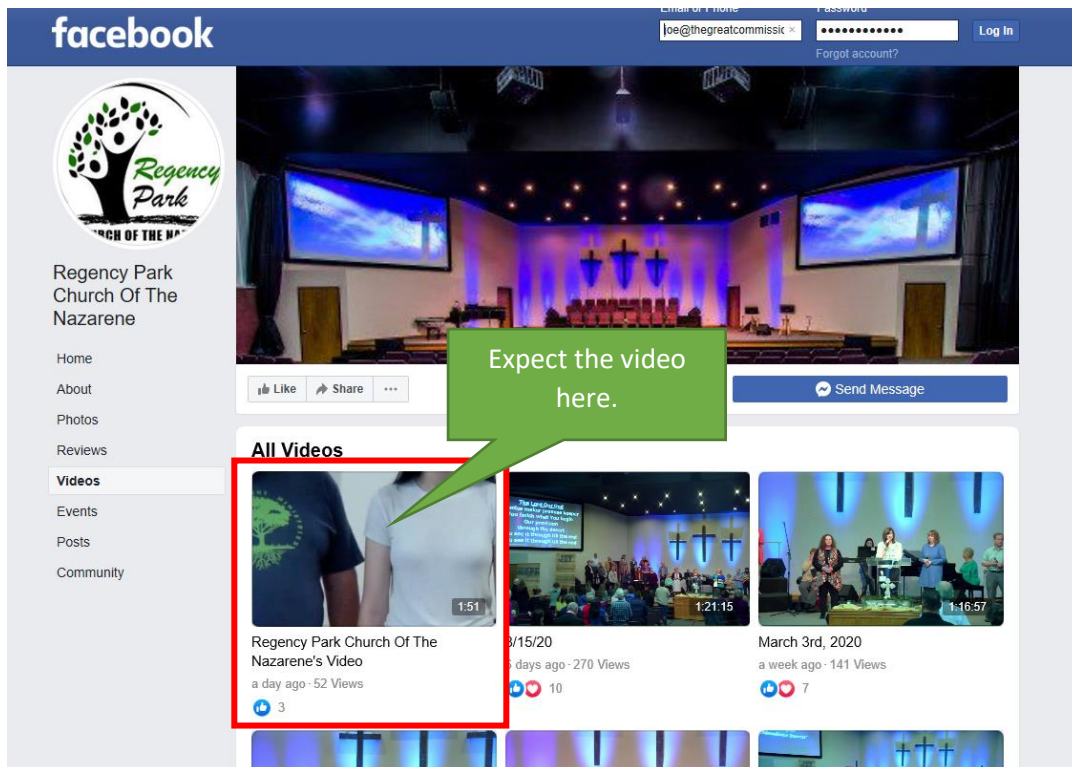 facebook
Email or Phone
Password
joe@thegreatcommissic ×
••••••••••••
Log In
Forgot account?
Regency
Park
Regency Park
Church Of The
Nazarene
Home
About
Photos
Reviews
Videos
Events
Posts
Community
Like
Share
Send Message
Expect the video
here.
All Videos
1:51
1:21:15
1:16:57
Regency Park Church Of The
Nazarene's Video
a day ago · 52 Views
3
/15/20
days ago · 270 Views
10
March 3rd, 2020
a week ago · 141 Views
7